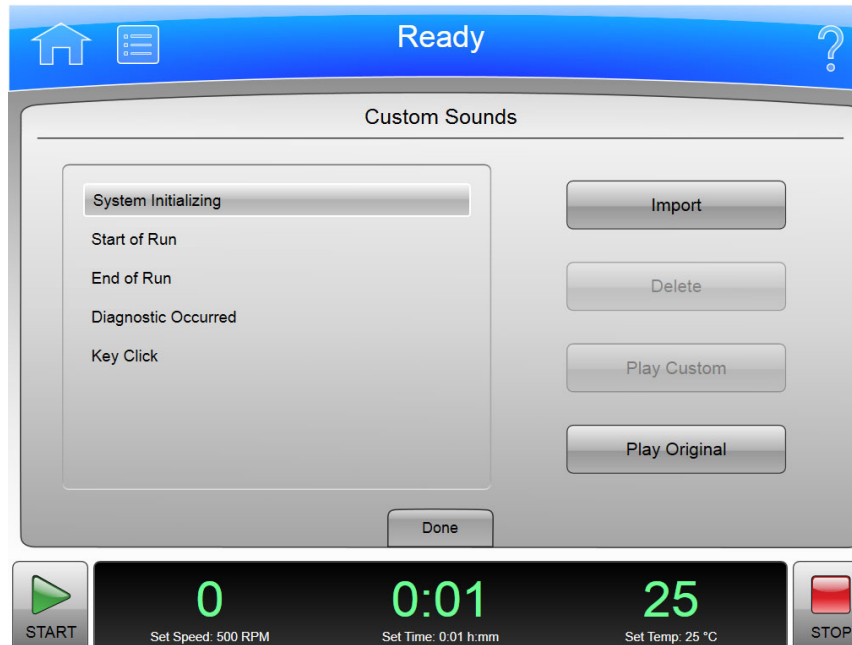 Ready
?
Custom Sounds
System Initializing
Start of Run
End of Run
Diagnostic Occurred
Key Click
Import
Delete
Play Custom
Play Original
Done
START
0
Set Speed: 500 RPM
0:01
Set Time: 0:01 h:mm
25
Set Temp: 25 °C
STOP